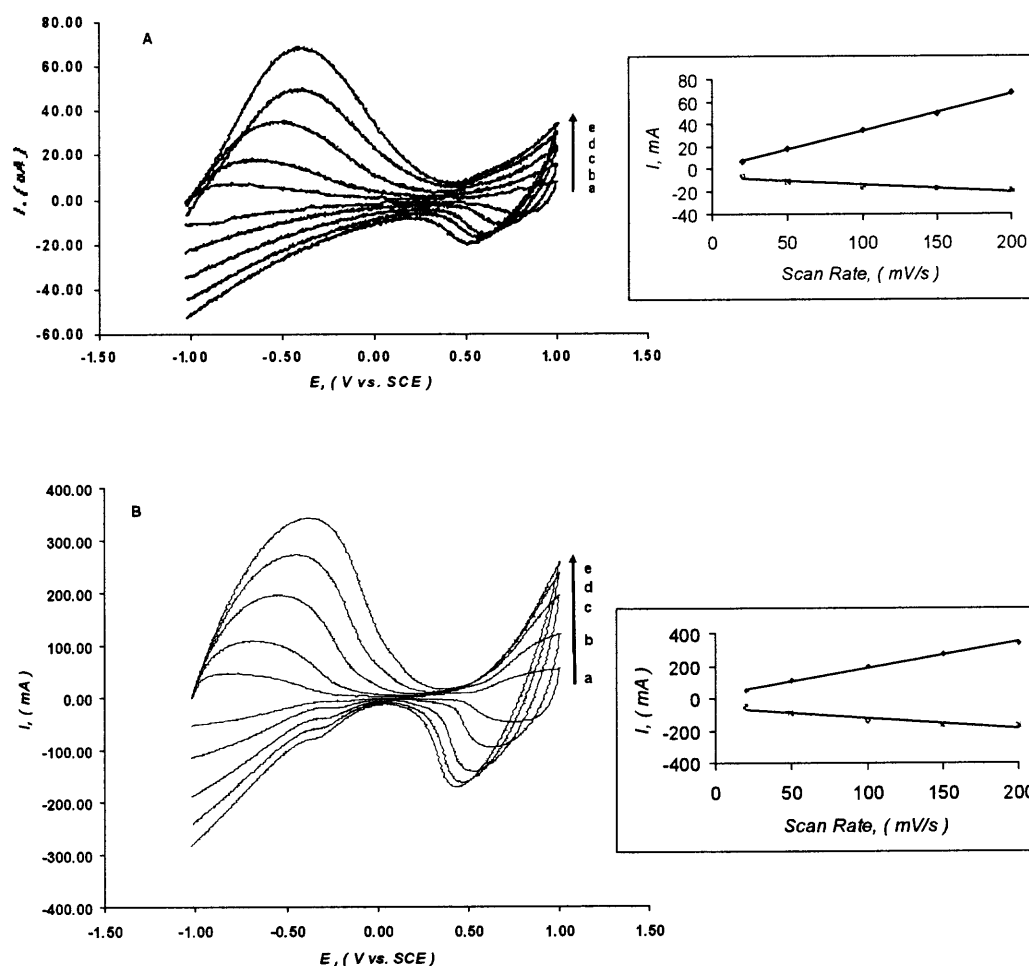 A
80.00
60.00
40.00
20.00
0.00
-20.00
-40.00
-60.00
-1.50 -1.00 -0.50 0.00 0.50 1.00 1.50
E, ( V vs. SCE )
e
d
c
b
a
I, mA
80
60
40
20
0
-20
-40
0 50 100 150 200
Scan Rate, ( mV/s )
B
I, ( mA )
400.00
300.00
200.00
100.00
0.00
-100.00
-200.00
-300.00
-400.00
-1.50 -1.00 -0.50 0.00 0.50 1.00 1.50
E, ( V vs. SCE )
e
d
c
b
a
I, ( mA )
400
200
0
-200
-400
0 50 100 150 200
Scan Rate, ( mV/s )